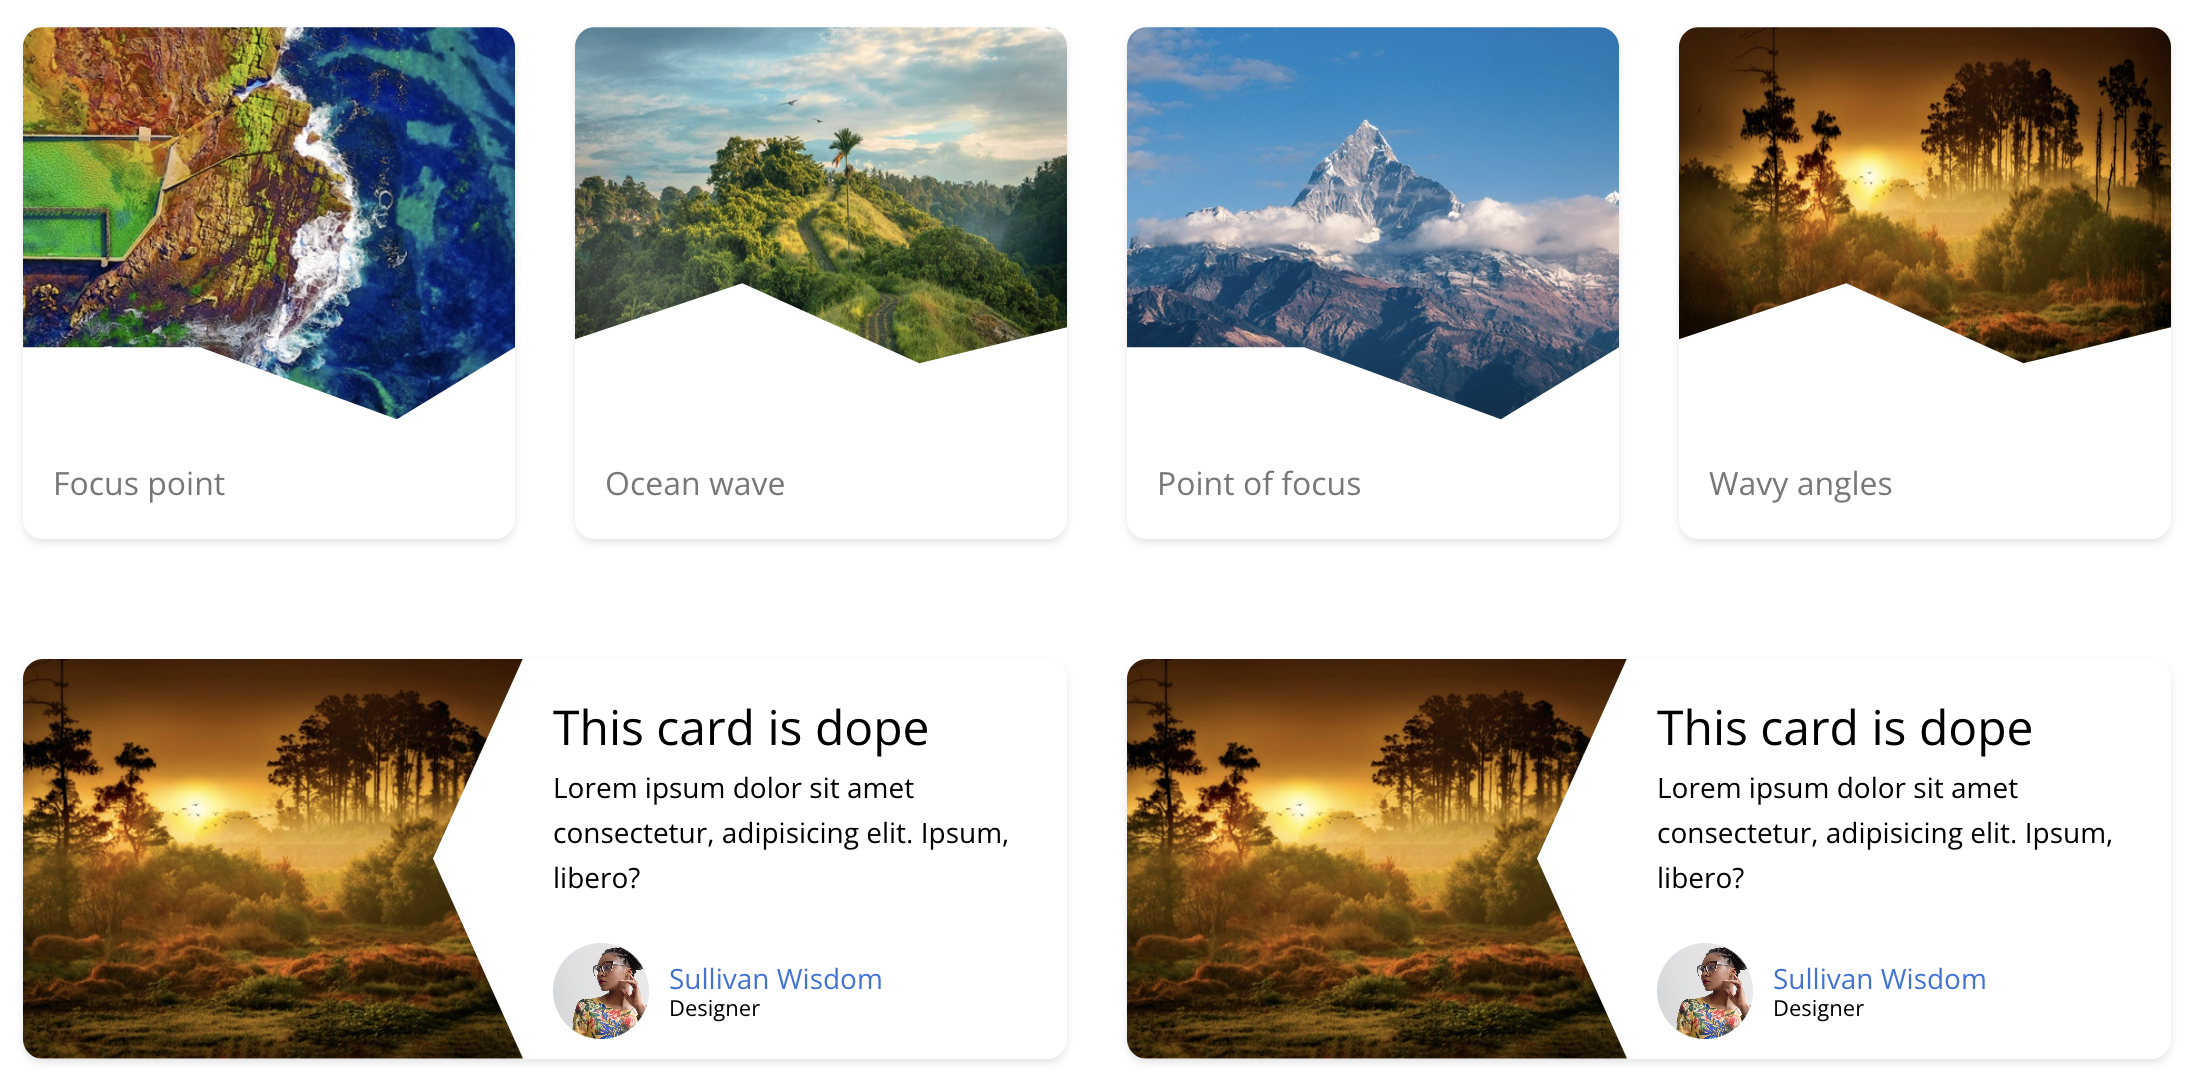 Focus point
Ocean wave
Point of focus
Wavy angles
This card is dope
Lorem ipsum dolor sit amet
consectetur, adipisicing elit. Ipsum,
libero?
Sullivan Wisdom
Designer
This card is dope
Lorem ipsum dolor sit amet
consectetur, adipisicing elit. Ipsum,
libero?
Sullivan Wisdom
Designer